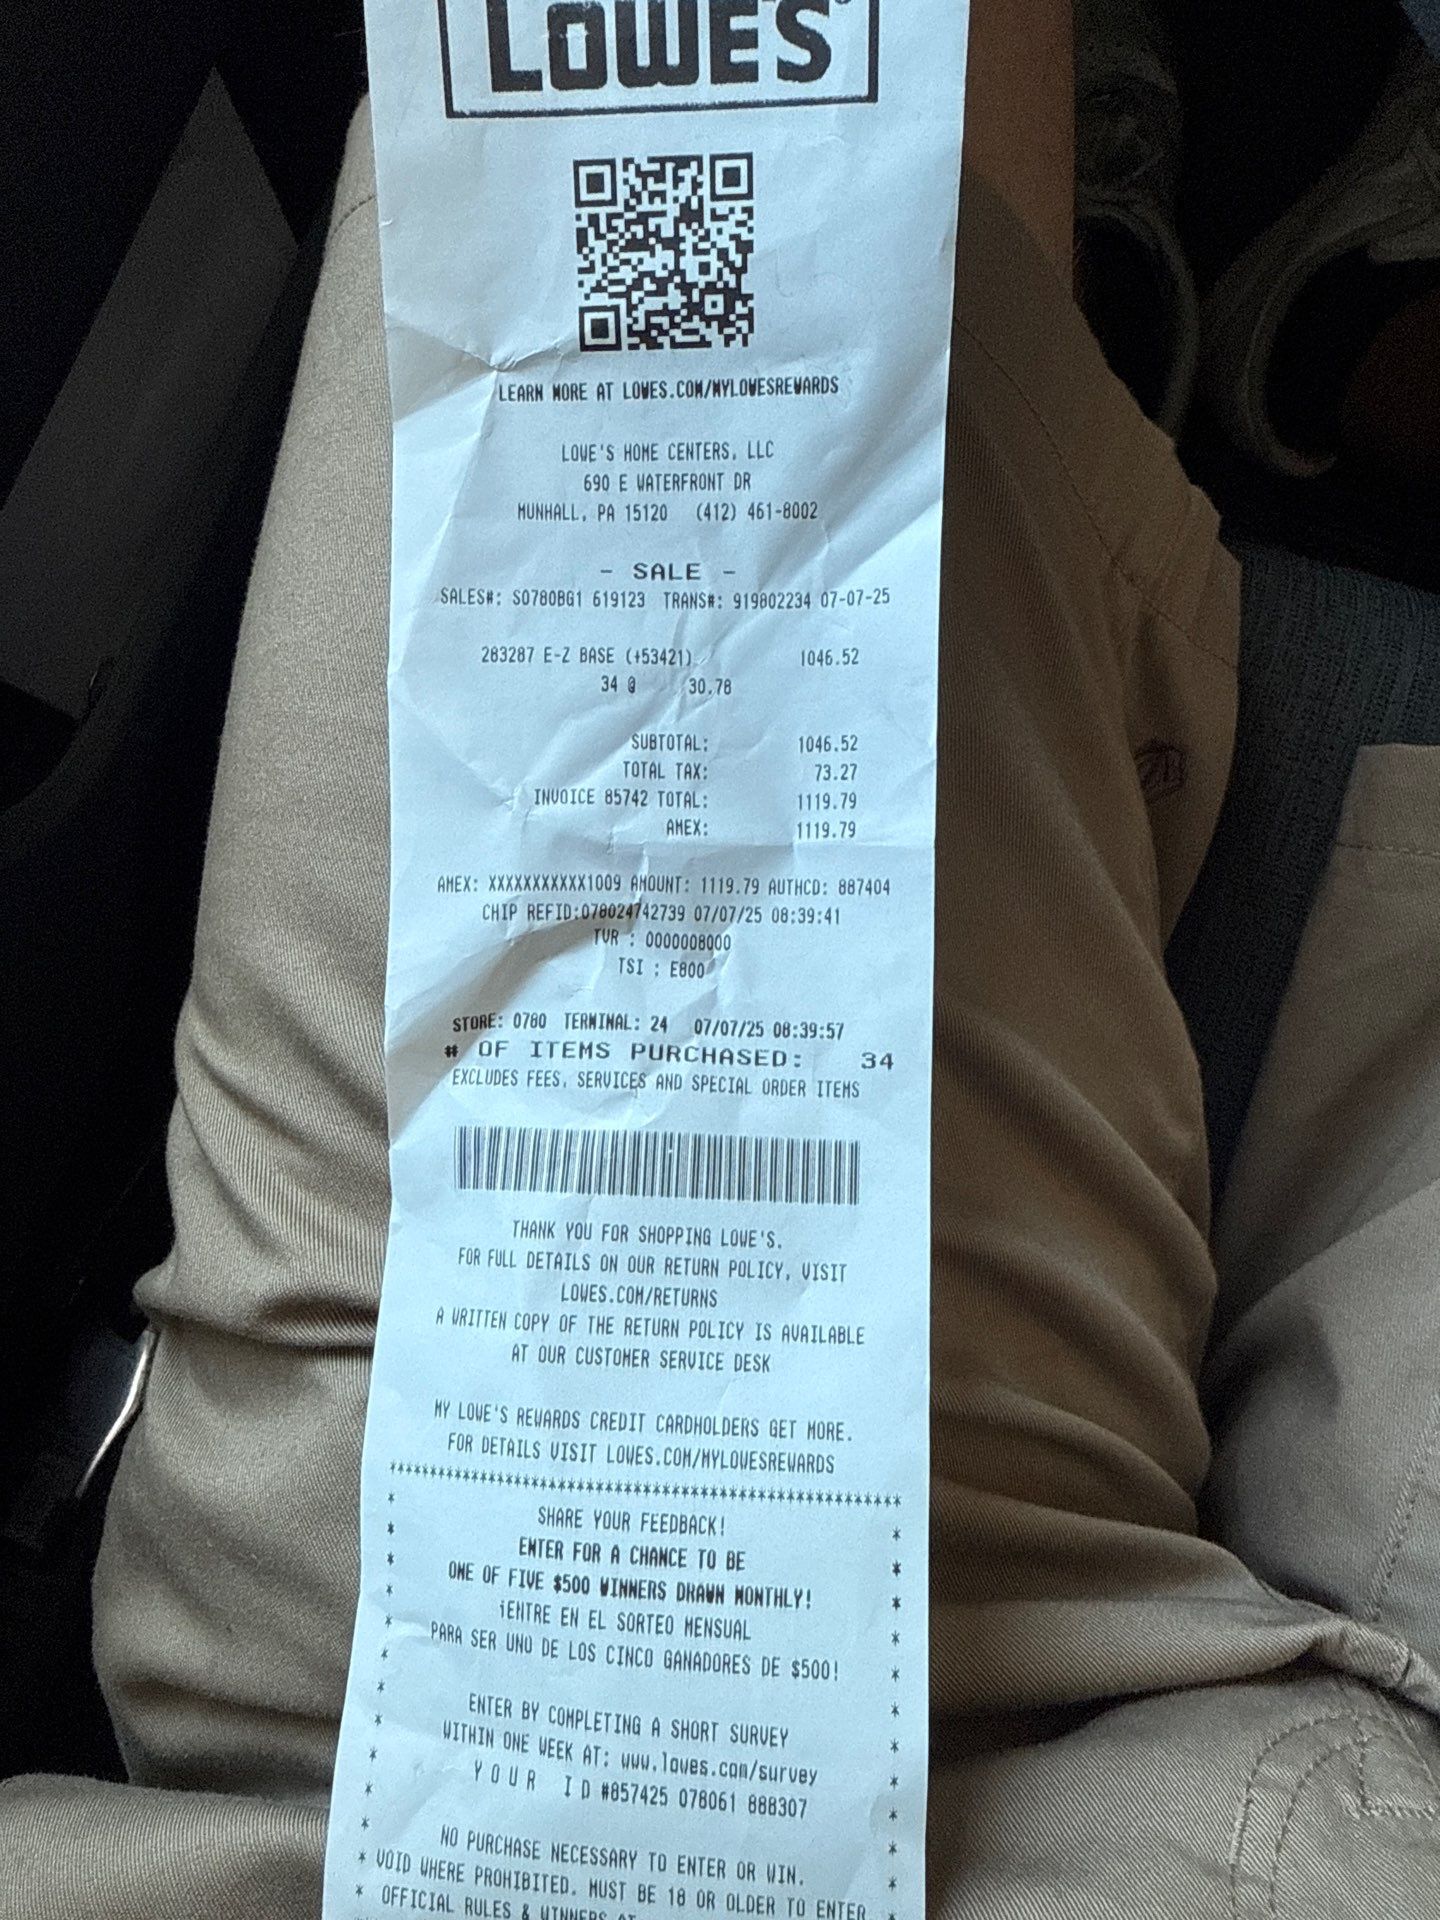 LOWE'S
LEARN MORE AT LOWES.COM/MYLOWESREWARDS
LOWE'S HOME CENTERS, LLC
690 E WATERFRONT DR
MUNHALL, PA 15120 (412) 461-8002
- SALE -
SALES#: S0780BG1 619123 TRANS#: 919802234 07-07-25
283287 E-Z BASE (+53421) 1046.52
34 @ 30.78
SUBTOTAL: 1046.52
TOTAL TAX: 73.27
INVOICE 85742 TOTAL: 1119.79
AMEX: 1119.79
AMEX: XXXXXXXXXXX1009 AMOUNT: 1119.79 AUTHCD: 887404
CHIP REFID:078024742739 07/07/25 08:39:41
TVR : 0000008000
TSI : E800
STORE: 0780 TERMINAL: 24 07/07/25 08:39:57
# OF ITEMS PURCHASED: 34
EXCLUDES FEES, SERVICES AND SPECIAL ORDER ITEMS
THANK YOU FOR SHOPPING LOWE'S.
FOR FULL DETAILS ON OUR RETURN POLICY, VISIT
LOWES.COM/RETURNS
A WRITTEN COPY OF THE RETURN POLICY IS AVAILABLE
AT OUR CUSTOMER SERVICE DESK
MY LOWE'S REWARDS CREDIT CARDHOLDERS GET MORE.
FOR DETAILS VISIT LOWES.COM/MYLOWESREWARDS
SHARE YOUR FEEDBACK!
ENTER FOR A CHANCE TO BE
ONE OF FIVE $500 WINNERS DRAWN MONTHLY!
¡ENTRE EN EL SORTEO MENSUAL
PARA SER UNO DE LOS CINCO GANADORES DE $500!
ENTER BY COMPLETING A SHORT SURVEY
WITHIN ONE WEEK AT: www.lowes.com/survey
Y O U R I D #857425 078061 888307
NO PURCHASE NECESSARY TO ENTER OR WIN.
VOID WHERE PROHIBITED. MUST BE 18 OR OLDER TO ENTER.
OFFICIAL RULES & WINNERS AT